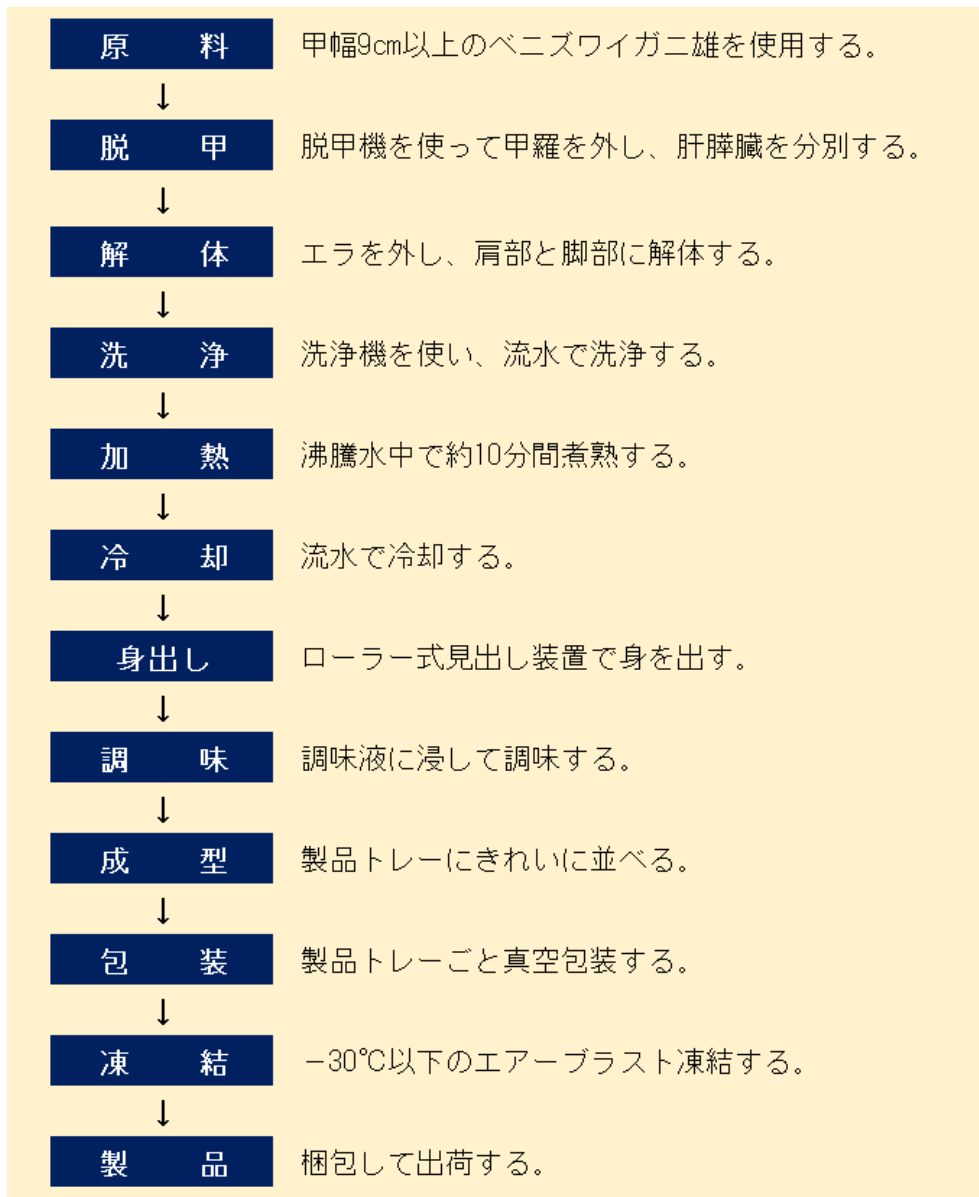 原　料　甲幅9cm以上のベニズワイガニ雄を使用する。
↓
脱　甲　脱甲機を使って甲羅を外し、肝膵臓を分別する。
↓
解　体　エラを外し、肩部と脚部に解体する。
↓
洗　浄　洗浄機を使い、流水で洗浄する。
↓
加　熱　沸騰水中で約10分間煮熟する。
↓
冷　却　流水で冷却する。
↓
身出し　ローラー式見出し装置で身を出す。
↓
調　味　調味液に浸して調味する。
↓
成　型　製品トレーにきれいに並べる。
↓
包　装　製品トレーごと真空包装する。
↓
凍　結　－30℃以下のエアーブラスト凍結する。
↓
製　品　梱包して出荷する。